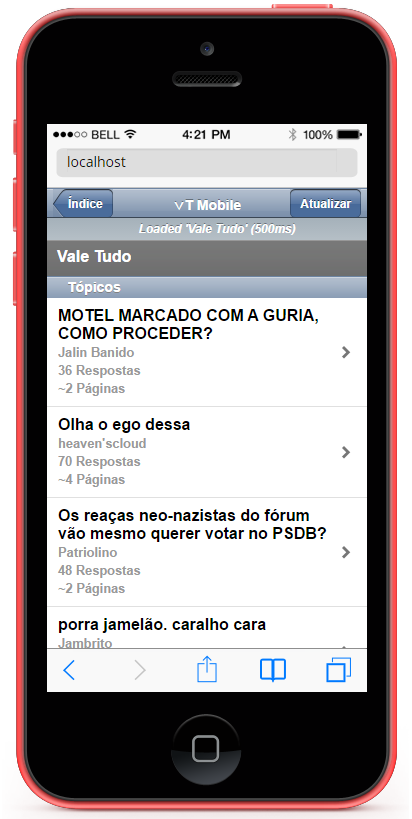 BELL 4:21 PM 100%
localhost
Índice vT Mobile Atualizar
Loaded 'Vale Tudo' (500ms)
Vale Tudo
Tópicos
MOTEL MARCADO COM A GURIA,
COMO PROCEDER?
Jalin Banido
36 Respostas
~2 Páginas
Olha o ego dessa
heaven'scloud
70 Respostas
~4 Páginas
Os reaças neo-nazistas do fórum
vão mesmo querer votar no PSDB?
Patriolino
48 Respostas
~2 Páginas
porra jamelão. caralho cara
Jambrito